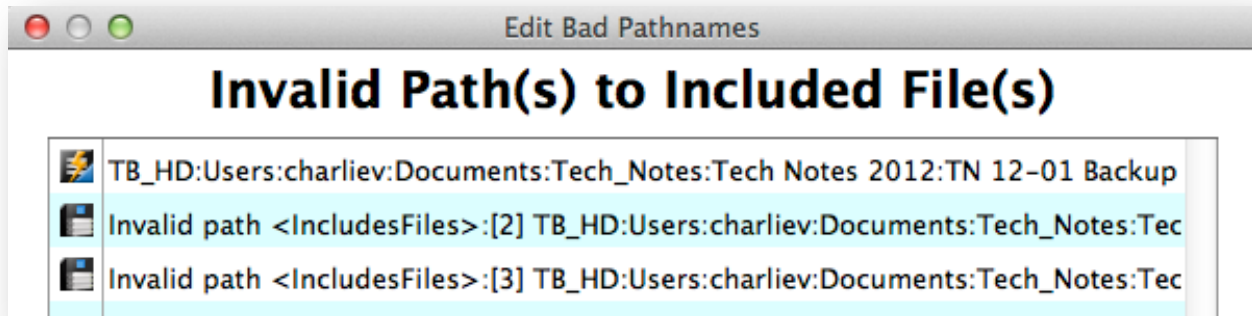 Edit Bad Pathnames
Invalid Path(s) to Included File(s)
TB_HD:Users:charliev:Documents:Tech_Notes:Tech Notes 2012:TN 12-01 Backup
Invalid path <IncludesFiles>:[2] TB_HD:Users:charliev:Documents:Tech_Notes:Tec
Invalid path <IncludesFiles>:[3] TB_HD:Users:charliev:Documents:Tech_Notes:Tec